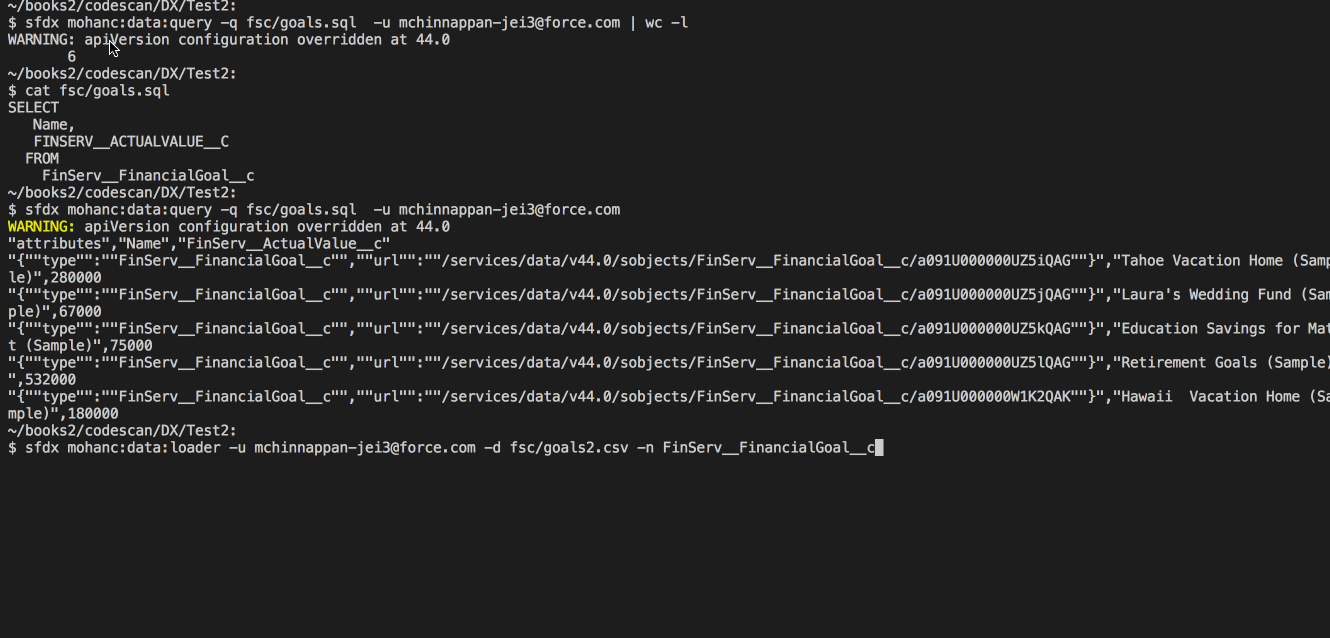 ~/books2/codescan/DX/Test2:
$ sfdx mohanc:data:query -q fsc/goals.sql  -u mchinnappan-jei3@force.com | wc -l
WARNING: apiVersion configuration overridden at 44.0
       6
~/books2/codescan/DX/Test2:
$ cat fsc/goals.sql
SELECT
   Name,
   FINSERV__ACTUALVALUE__C
  FROM
    FinServ__FinancialGoal__c
~/books2/codescan/DX/Test2:
$ sfdx mohanc:data:query -q fsc/goals.sql  -u mchinnappan-jei3@force.com
WARNING: apiVersion configuration overridden at 44.0
"attributes","Name","FinServ__ActualValue__c"
"{""type"":""FinServ__FinancialGoal__c"",""url"":""/services/data/v44.0/sobjects/FinServ__FinancialGoal__c/a091U000000UZ5iQAG""}","Tahoe Vacation Home (Samp
le)",280000
"{""type"":""FinServ__FinancialGoal__c"",""url"":""/services/data/v44.0/sobjects/FinServ__FinancialGoal__c/a091U000000UZ5jQAG""}","Laura's Wedding Fund (Sam
ple)",67000
"{""type"":""FinServ__FinancialGoal__c"",""url"":""/services/data/v44.0/sobjects/FinServ__FinancialGoal__c/a091U000000UZ5kQAG""}","Education Savings for Mat
t (Sample)",75000
"{""type"":""FinServ__FinancialGoal__c"",""url"":""/services/data/v44.0/sobjects/FinServ__FinancialGoal__c/a091U000000UZ5lQAG""}","Retirement Goals (Sample)
",532000
"{""type"":""FinServ__FinancialGoal__c"",""url"":""/services/data/v44.0/sobjects/FinServ__FinancialGoal__c/a091U000000W1K2QAK""}","Hawaii  Vacation Home (Sa
mple)",180000
~/books2/codescan/DX/Test2:
$ sfdx mohanc:data:loader -u mchinnappan-jei3@force.com -d fsc/goals2.csv -n FinServ__FinancialGoal__c